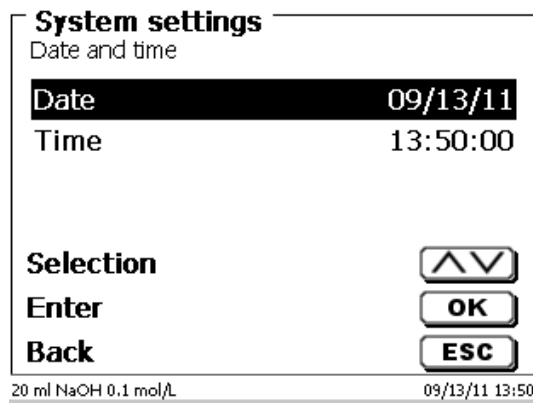 System settings
Date and time
Date 09/13/11
Time 13:50:00
Selection
Enter OK
Back ESC
20 ml NaOH 0.1 mol/L 09/13/11 13:50